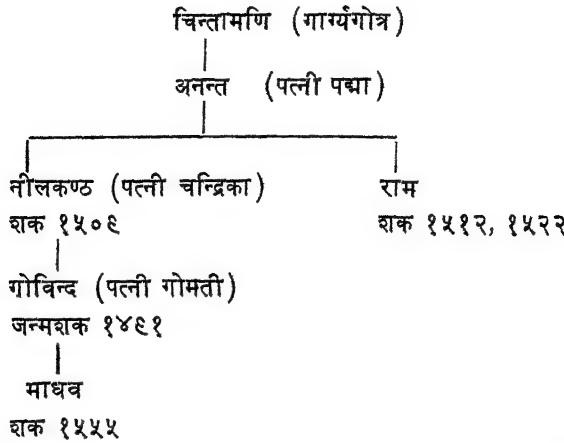 चिन्तामणि (गार्ग्यगोत्र)
अनन्त (पत्नी पद्मा)
नीलकण्ठ (पत्नी चन्द्रिका) राम
शक १५०९ शक १५१२, १५२२
गोविन्द (पत्नी गोमती)
जन्मशक १४९१
माधव
शक १५५५